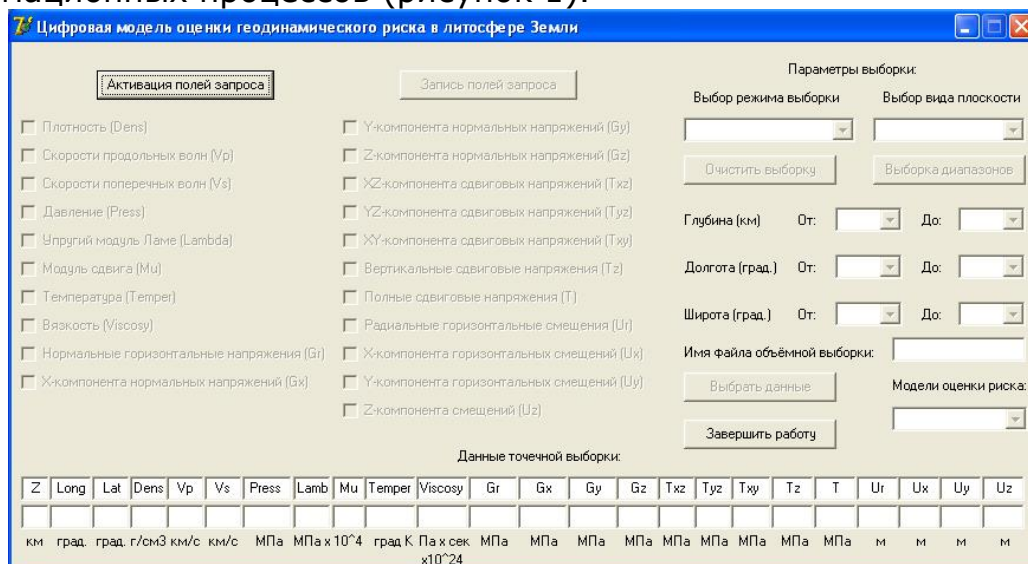 национных процессов (рисунок 1).
Цифровая модель оценки геодинамического риска в литосфере Земли
Активация полей запроса
Запись полей запроса
Параметры выборки:
Выбор режима выборки
Выбор вида плоскости
Очистить выборку
Выборка диапазонов
Плотность (Dens)
Скорости продольных волн (Vp)
Скорости поперечных волн (Vs)
Давление (Press)
Упругий модуль Ламе (Lambda)
Модуль сдвига (Mu)
Температура (Temper)
Вязкость (Viscosy)
Нормальные горизонтальные напряжения (Gr)
X-компонента нормальных напряжений (Gx)
Y-компонента нормальных напряжений (Gy)
Z-компонента нормальных напряжений (Gz)
XZ-компонента сдвиговых напряжений (Txz)
YZ-компонента сдвиговых напряжений (Tyz)
XY-компонента сдвиговых напряжений (Txy)
Вертикальные сдвиговые напряжения (Tz)
Полные сдвиговые напряжения (T)
Радиальные горизонтальные смещения (Ur)
X-компонента горизонтальных смещений (Ux)
Y-компонента горизонтальных смещений (Uy)
Z-компонента смещений (Uz)
Глубина (км) От: До:
Долгота (град.) От: До:
Широта (град.) От: До:
Имя файла объёмной выборки:
Выбрать данные
Модели оценки риска:
Завершить работу
Данные точечной выборки:
Z Long Lat Dens Vp Vs Press Lamb Mu Temper Viscosy Gr Gx Gy Gz Txz Tyz Txy Tz T Ur Ux Uy Uz
км град. град. г/см3 км/с км/с МПа МПа x 10^4 град К Па x сек МПа МПа МПа МПа МПа МПа МПа МПа МПа м м м м
x10^24